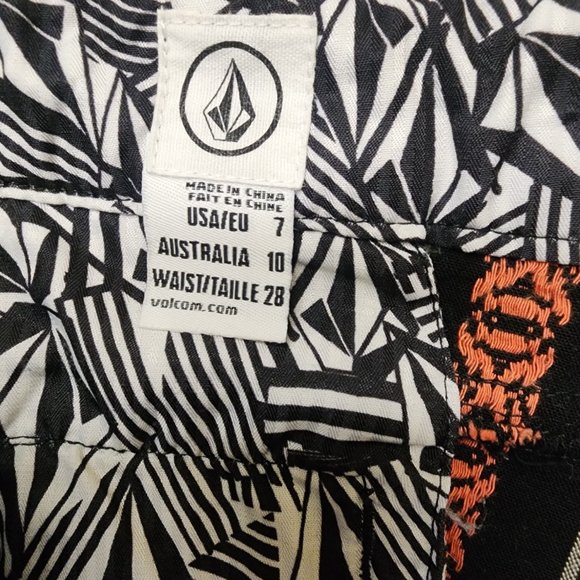 MADE IN CHINA
FAIT EN CHINE
USA/EU 7
AUSTRALIA 10
WAIST/TAILLE 28
volcom.com